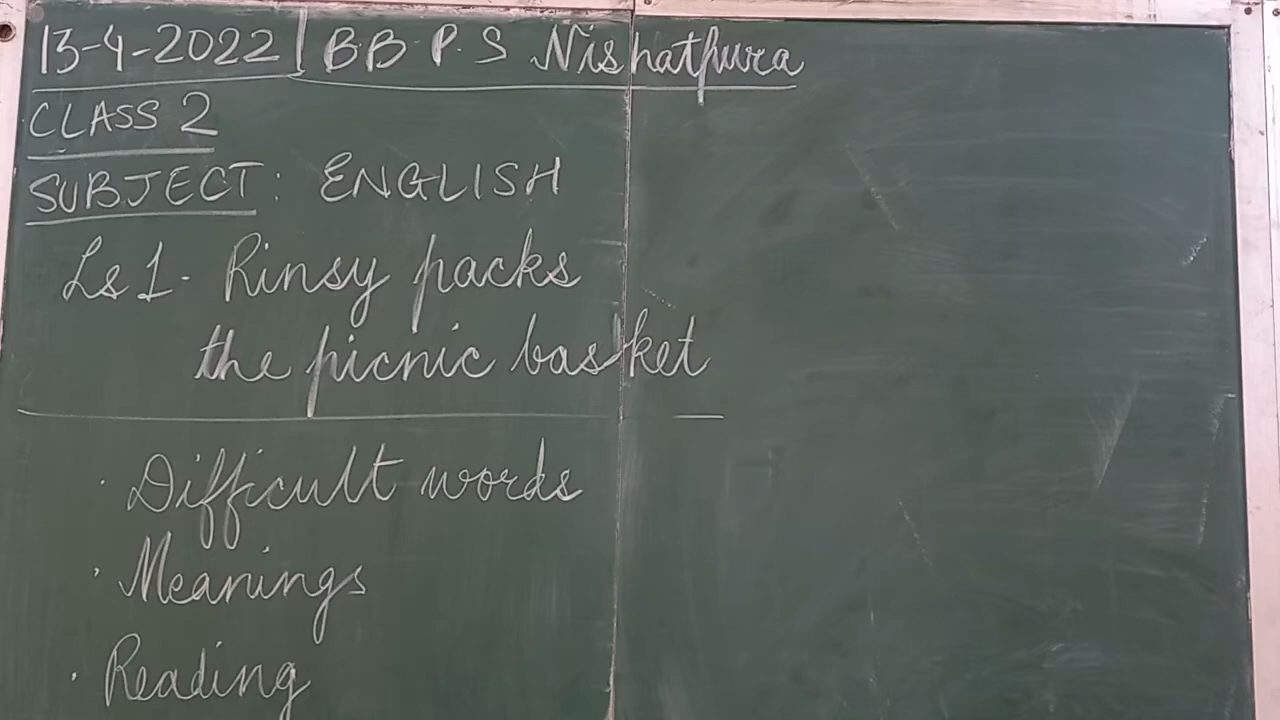 13-4-2022 | B B P. S Nishatpura
CLASS 2
SUBJECT: ENGLISH
Ls 1. Rinsy packs
the picnic basket
· Difficult words
· Meanings
· Reading